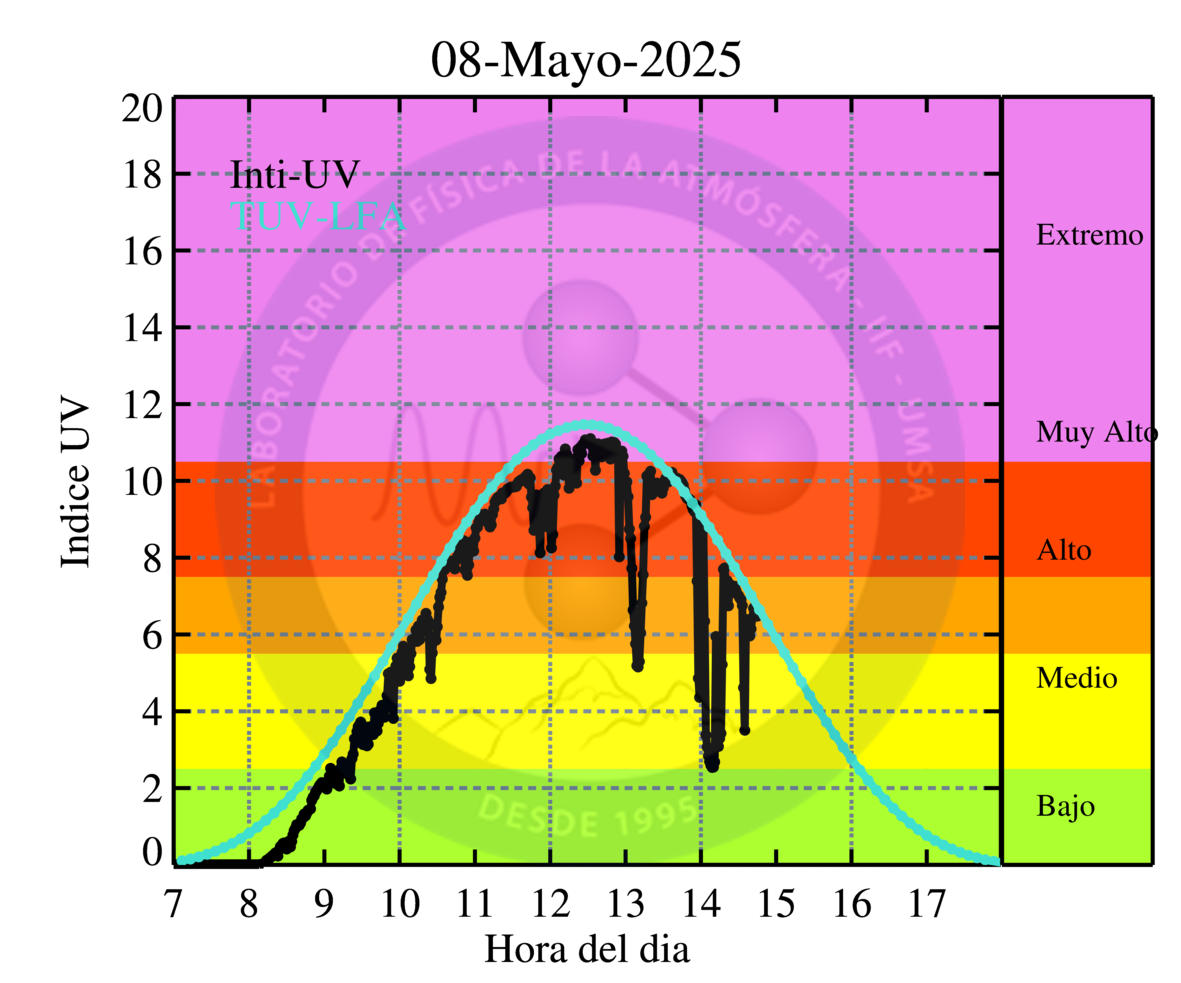 08-Mayo-2025
20
18
16
14
12
10
8
6
4
2
0
Indice UV
Inti-UV
TUV-LFA
LABORATORIO DE FÍSICA DE LA ATMÓSFERA - IIF - UMSA
DESDE 1995
Extremo
Muy Alto
Alto
Medio
Bajo
7 8 9 10 11 12 13 14 15 16 17
Hora del dia